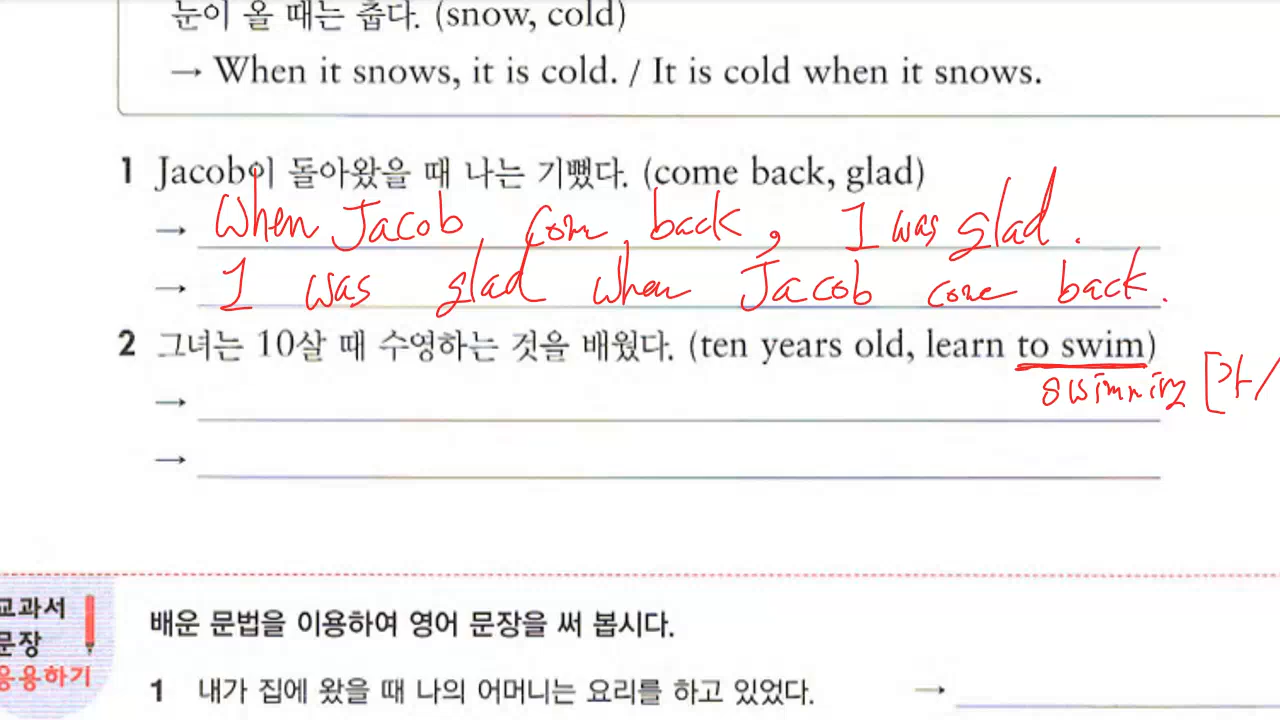 눈이 올 때는 춥다. (snow, cold)
→ When it snows, it is cold. / It is cold when it snows.
1 Jacob이 돌아왔을 때 나는 기뻤다. (come back, glad)
→ When Jacob come back, I was glad.
→ I was glad when Jacob come back.
2 그녀는 10살 때 수영하는 것을 배웠다. (ten years old, learn to swim)
swimming
→
→
교과서
문장
응용하기
배운 문법을 이용하여 영어 문장을 써 봅시다.
1 내가 집에 왔을 때 나의 어머니는 요리를 하고 있었다. →